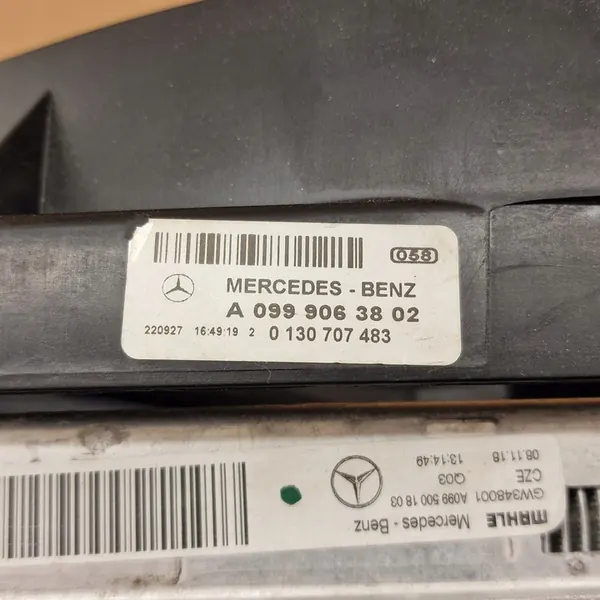 058
MERCEDES - BENZ
A 099 906 38 02
220927 16:49:19 2 0 130 707 483
MAHLE
GW348001 A099 500 18 03
CZE Q03
08.11.18 13:14:49
Mercedes - Benz